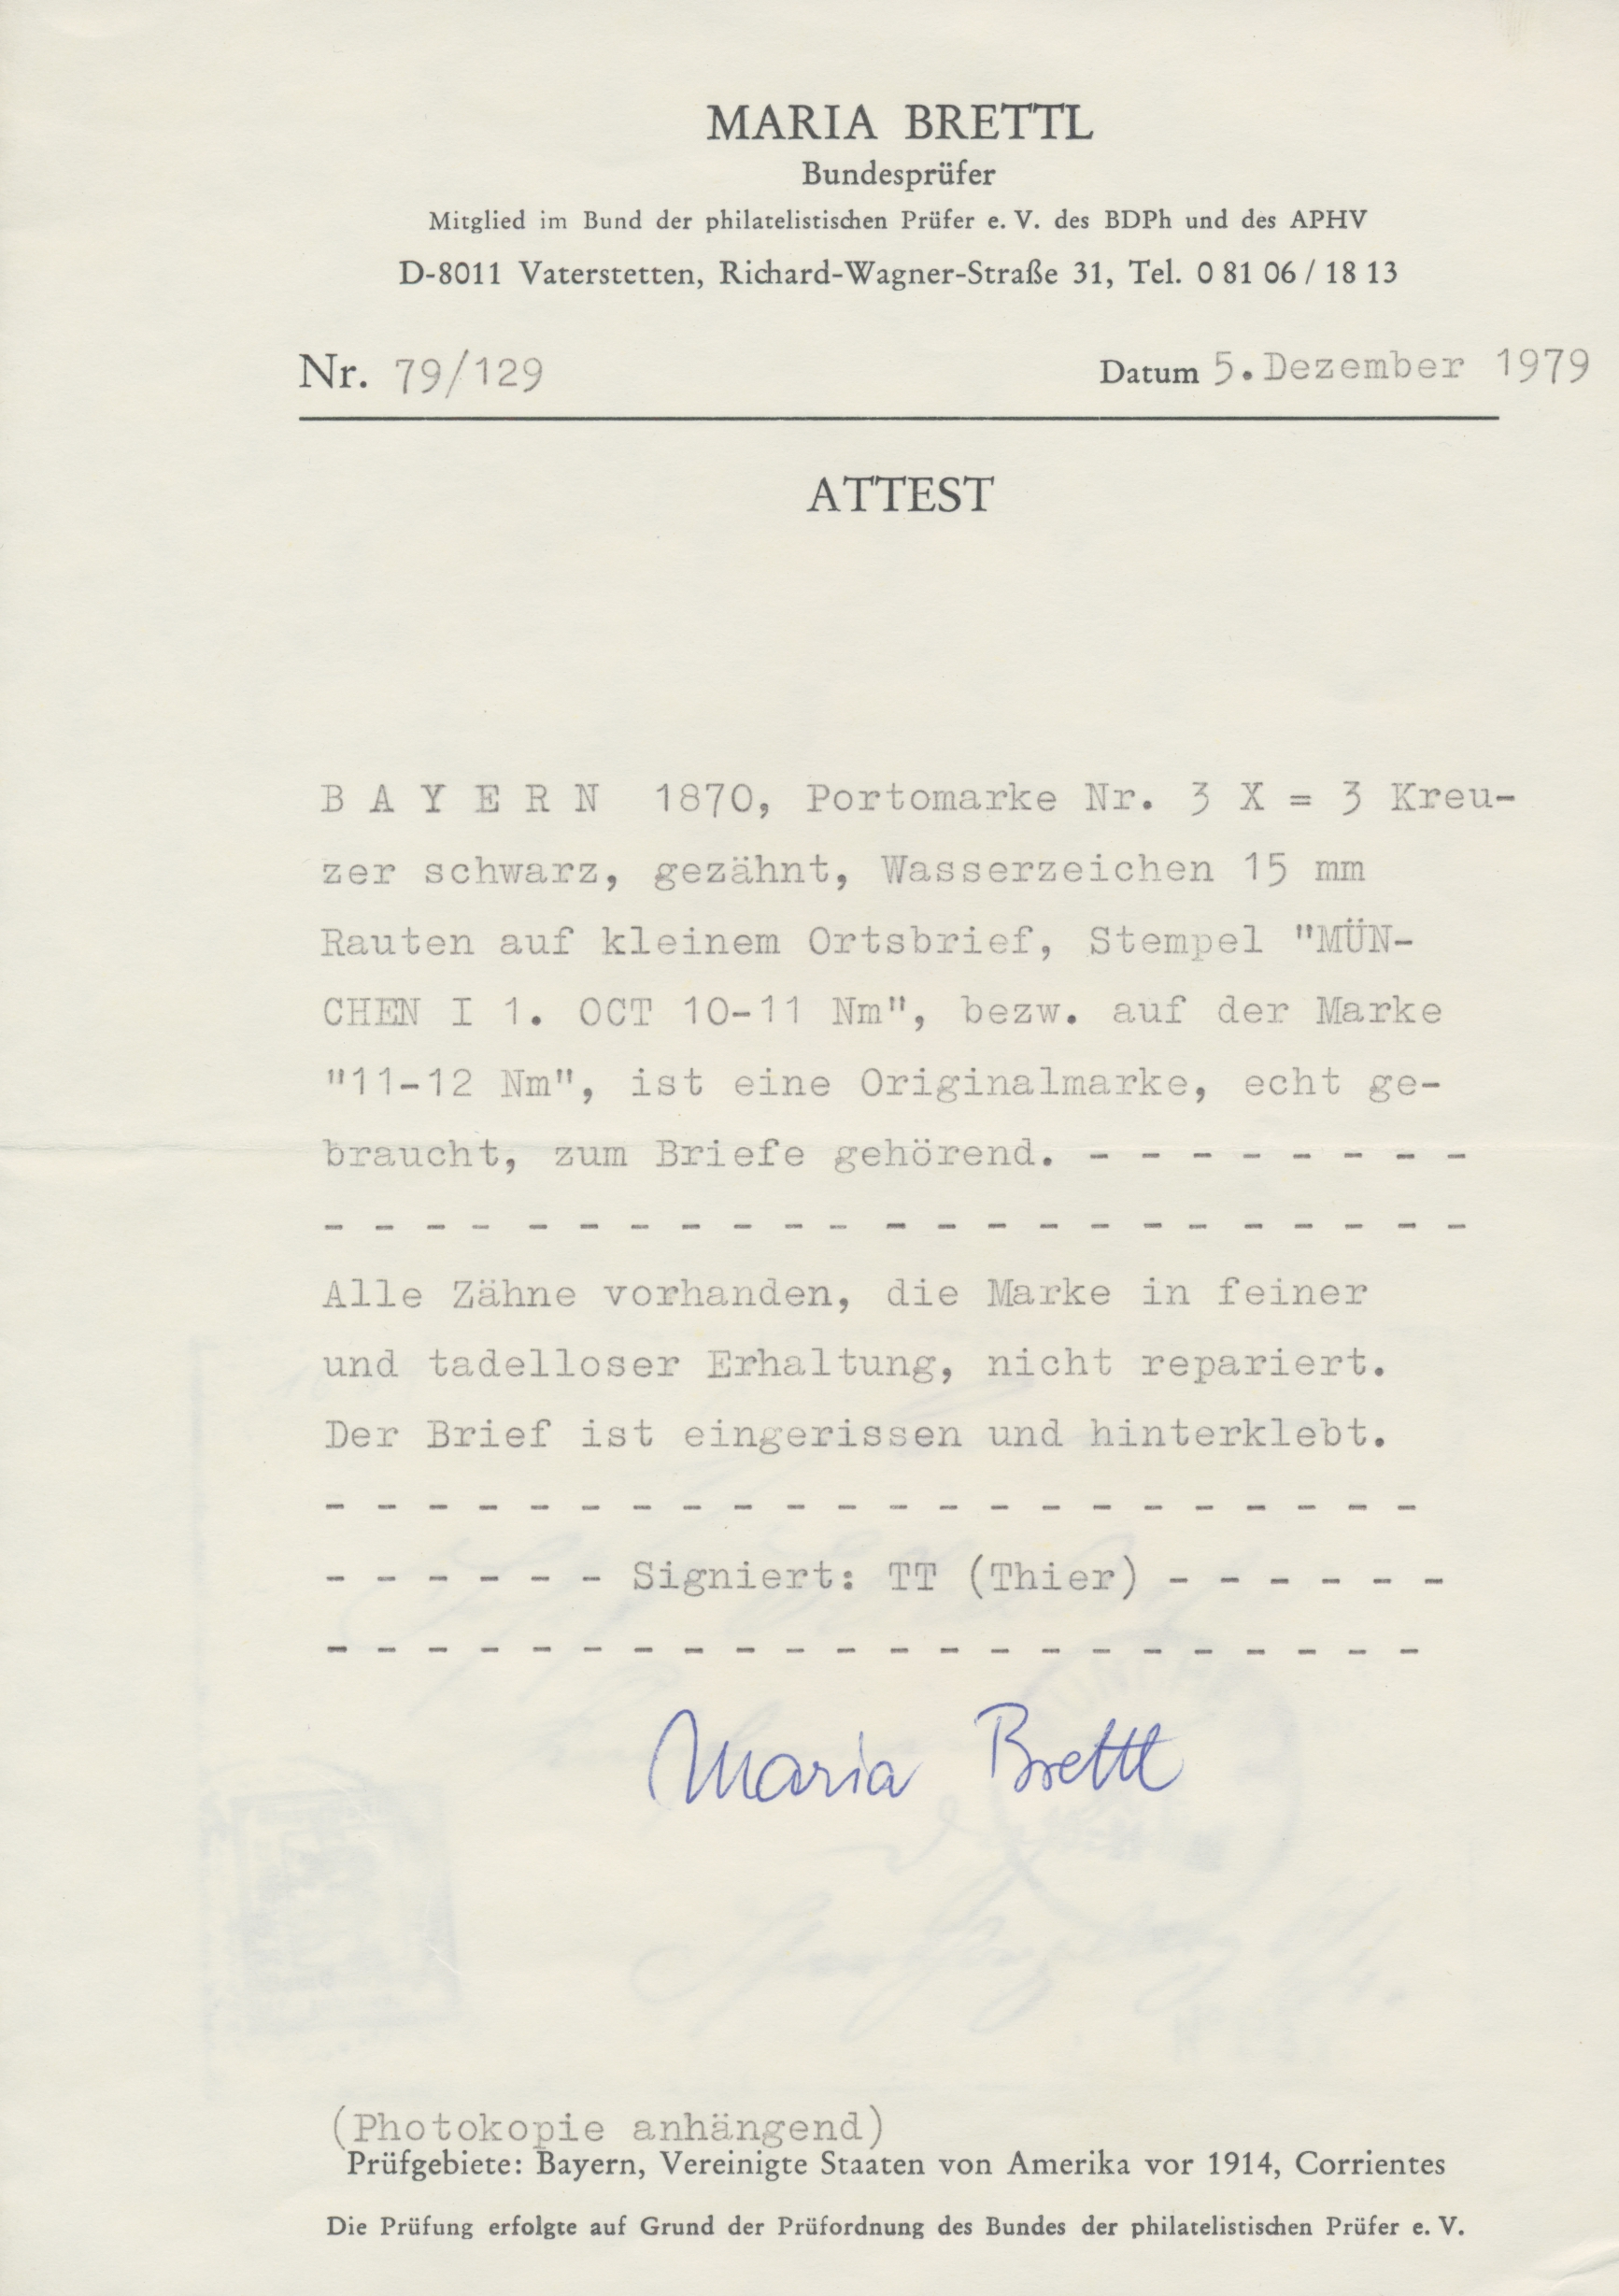 MARIA BRETTL
Bundesprüfer
Mitglied im Bund der philatelistischen Prüfer e. V. des BDPh und des APHV
D-8011 Vaterstetten, Richard-Wagner-Straße 31, Tel. 0 81 06 / 18 13
Nr. 79/129 Datum 5. Dezember 1979
ATTEST
B A Y E R N 1870, Portomarke Nr. 3 X = 3 Kreu-
zer schwarz, gezähnt, Wasserzeichen 15 mm
Rauten auf kleinem Ortsbrief, Stempel "MÜN-
CHEN I 1. OCT 10-11 Nm", bezw. auf der Marke
"11-12 Nm", ist eine Originalmarke, echt ge-
braucht, zum Briefe gehörend. - - - - - - - -
- - - - - - - - - - - - - - - - - - - - - - -
Alle Zähne vorhanden, die Marke in feiner
und tadelloser Erhaltung, nicht repariert.
Der Brief ist eingerissen und hinterklebt.
- - - - - - - - - - - - - - - - - - - - - -
- - - - - - Signiert: TT (Thier) - - - - - -
- - - - - - - - - - - - - - - - - - - - - -
Maria Brettl
(Photokopie anhängend)
Prüfgebiete: Bayern, Vereinigte Staaten von Amerika vor 1914, Corrientes
Die Prüfung erfolgte auf Grund der Prüfordnung des Bundes der philatelistischen Prüfer e. V.